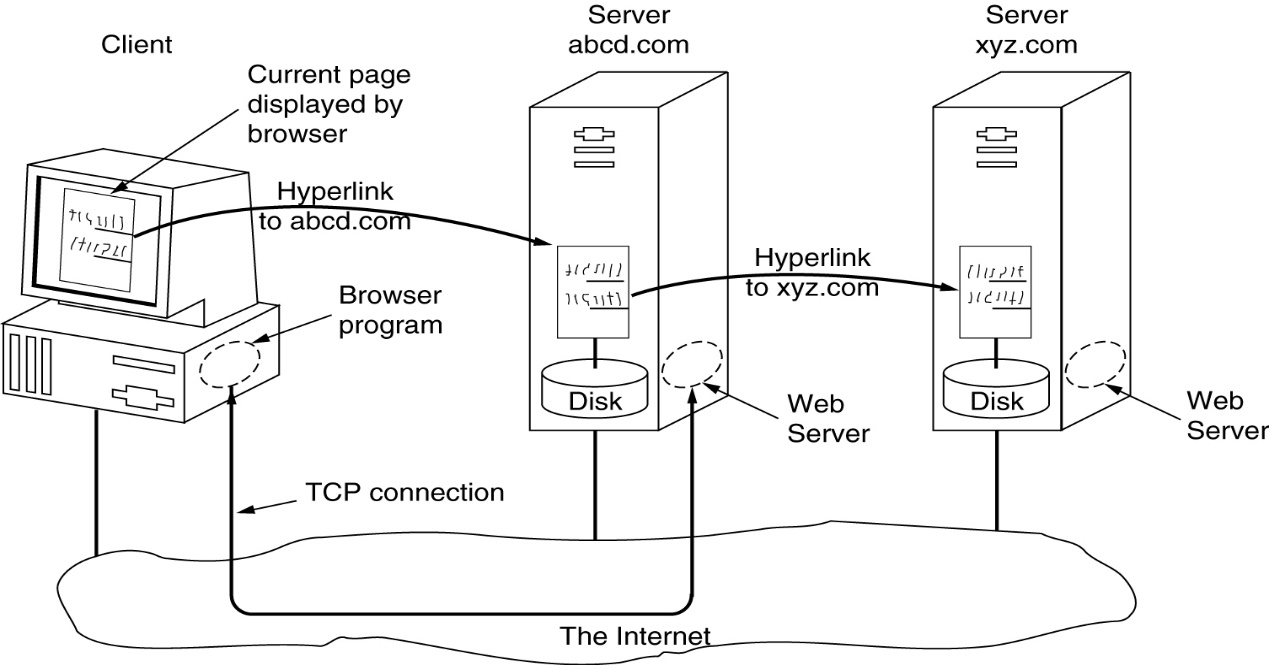 Client
Server
abcd.com
Server
xyz.com
Current page
displayed by
browser
Hyperlink
to abcd.com
Hyperlink
to xyz.com
Browser
program
Disk
Web
Server
Disk
Web
Server
TCP connection
The Internet